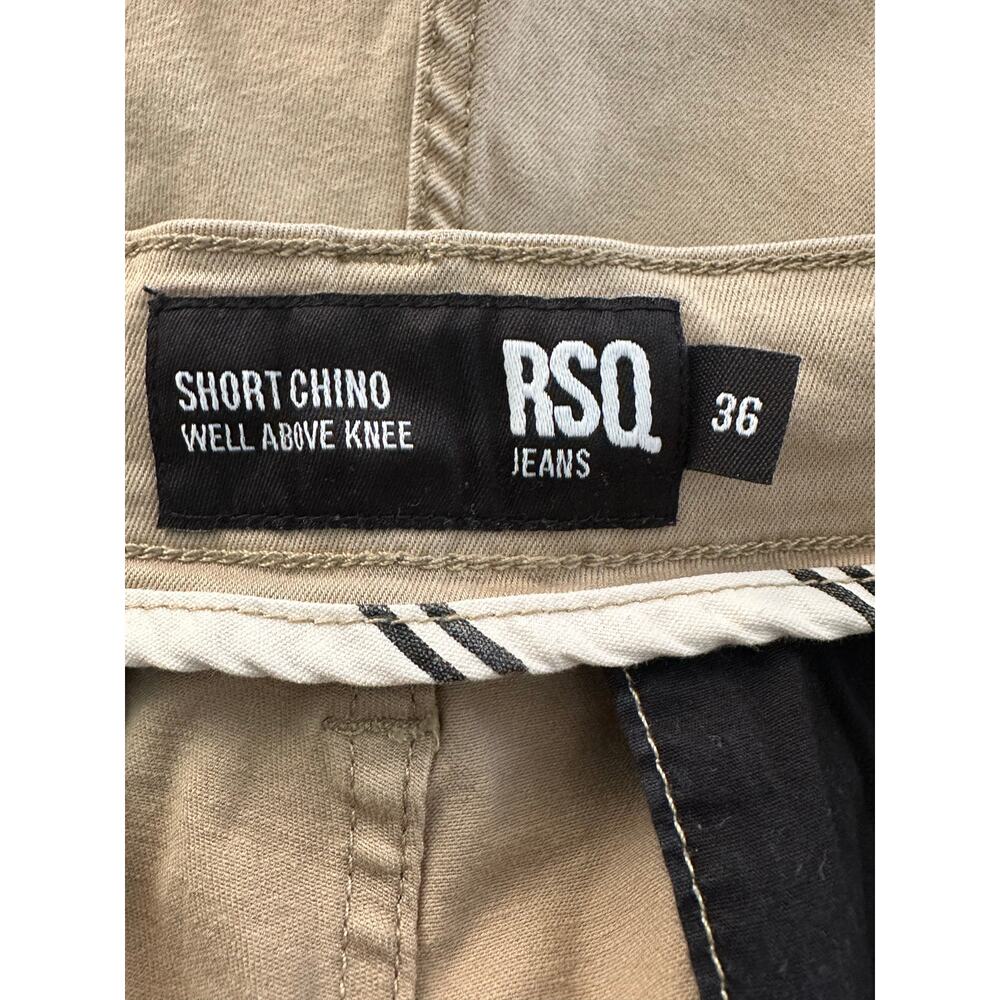 SHORT CHINO
WELL ABOVE KNEE
RSQ
JEANS
36